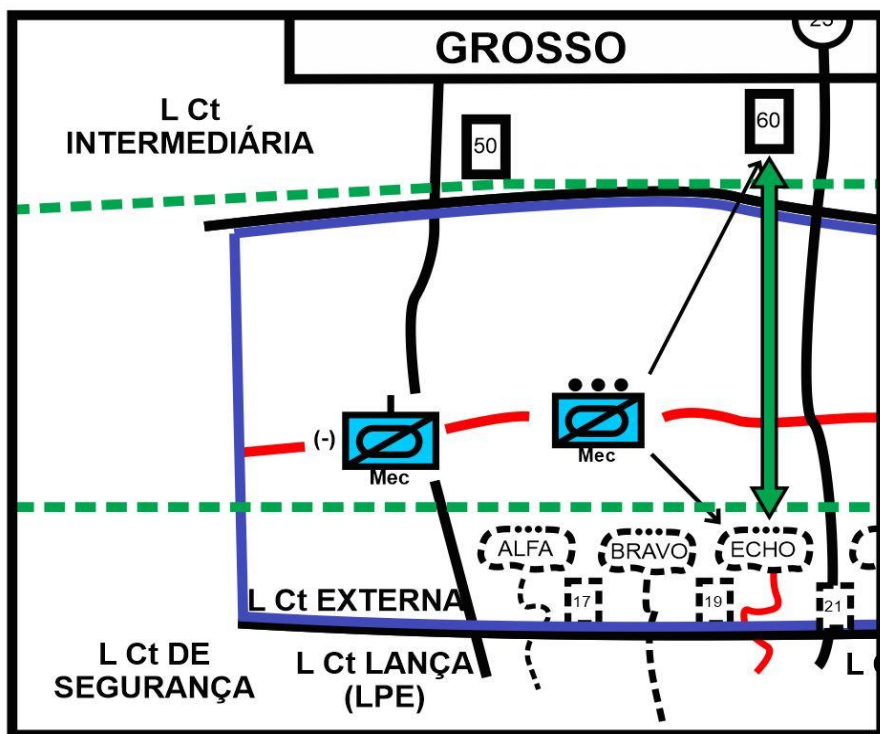 25
GROSSO
L Ct
INTERMEDIÁRIA
50
60
(-)
Mec
Mec
ALFA
BRAVO
ECHO
L Ct EXTERNA
17
19
21
L Ct DE
SEGURANÇA
L Ct LANÇA
(LPE)
L